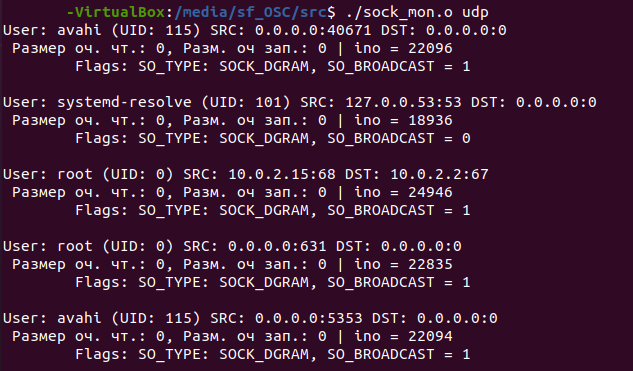 -VirtualBox:/media/sf_OSC/src$ ./sock_mon.o udp
User: avahi (UID: 115) SRC: 0.0.0.0:40671 DST: 0.0.0.0:0
Размер оч. чт.: 0, Разм. оч зап.: 0 | ino = 22096
Flags: SO_TYPE: SOCK_DGRAM, SO_BROADCAST = 1
User: systemd-resolve (UID: 101) SRC: 127.0.0.53:53 DST: 0.0.0.0:0
Размер оч. чт.: 0, Разм. оч зап.: 0 | ino = 18936
Flags: SO_TYPE: SOCK_DGRAM, SO_BROADCAST = 0
User: root (UID: 0) SRC: 10.0.2.15:68 DST: 10.0.2.2:67
Размер оч. чт.: 0, Разм. оч зап.: 0 | ino = 24946
Flags: SO_TYPE: SOCK_DGRAM, SO_BROADCAST = 1
User: root (UID: 0) SRC: 0.0.0.0:631 DST: 0.0.0.0:0
Размер оч. чт.: 0, Разм. оч зап.: 0 | ino = 22835
Flags: SO_TYPE: SOCK_DGRAM, SO_BROADCAST = 1
User: avahi (UID: 115) SRC: 0.0.0.0:5353 DST: 0.0.0.0:0
Размер оч. чт.: 0, Разм. оч зап.: 0 | ino = 22094
Flags: SO_TYPE: SOCK_DGRAM, SO_BROADCAST = 1